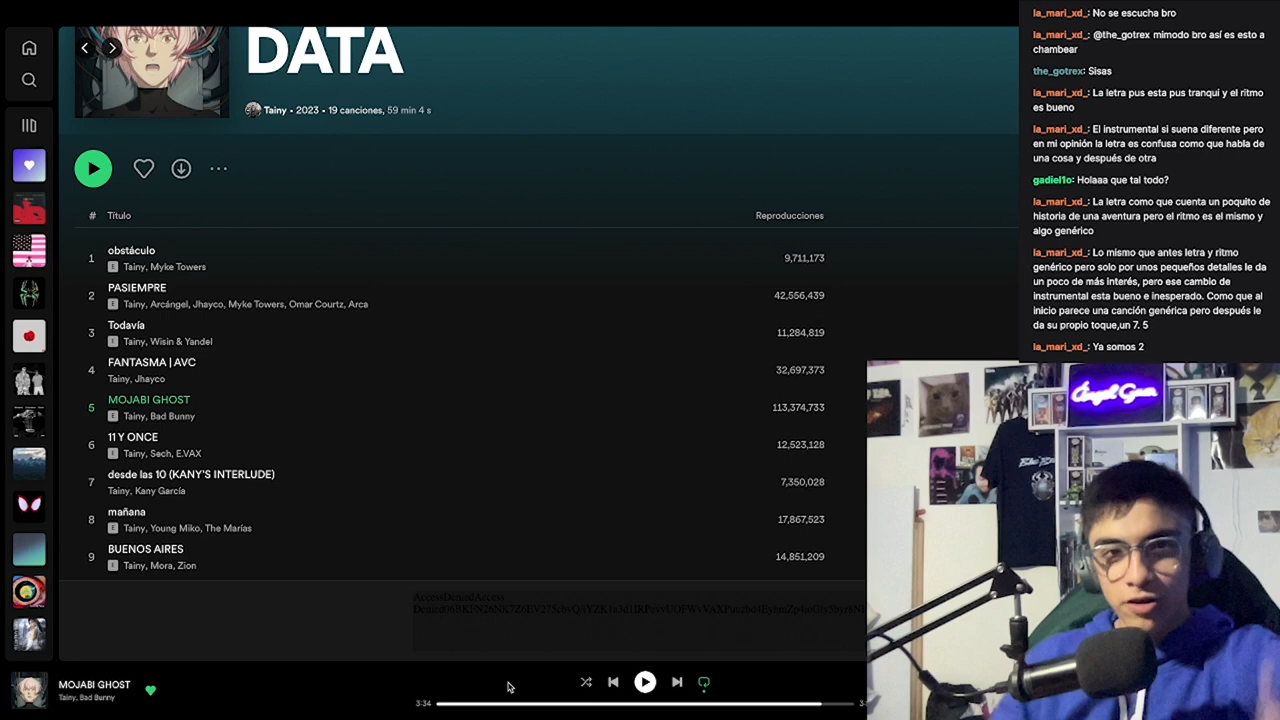 DATA
Tainy • 2023 • 19 canciones, 59 min 4 s
# Título Reproducciones
1 obstáculo 9,711,173
E Tainy, Myke Towers
2 PASIEMPRE 42,556,439
E Tainy, Arcángel, Jhayco, Myke Towers, Omar Courtz, Arca
3 Todavía 11,284,819
E Tainy, Wisin & Yandel
4 FANTASMA | AVC 32,697,373
Tainy, Jhayco
5 MOJABI GHOST 113,374,733
E Tainy, Bad Bunny
6 11 Y ONCE 12,523,128
E Tainy, Sech, E.VAX
7 desde las 10 (KANY'S INTERLUDE) 7,350,028
Tainy, Kany García
8 mañana 17,867,523
E Tainy, Young Miko, The Marías
9 BUENOS AIRES 14,851,209
E Tainy, Mora, Zion
AccessDeniedAccess
MOJABI GHOST
Tainy, Bad Bunny
3:34
la_mari_xd_: No se escucha bro
la_mari_xd_: @the_gotrex mimodo bro así es esto a
chambear
the_gotrex: Sisas
la_mari_xd_: La letra pus esta pus tranqui y el ritmo
es bueno
la_mari_xd_: El instrumental si suena diferente pero
en mi opinión la letra es confusa como que habla de
una cosa y después de otra
gadiel1o: Holaaa que tal todo?
la_mari_xd_: La letra como que cuenta un poquito de
historia de una aventura pero el ritmo es el mismo y
algo genérico
la_mari_xd_: Lo mismo que antes letra y ritmo
genérico pero solo por unos pequeños detalles le da
un poco de más interés, pero ese cambio de
instrumental esta bueno e inesperado. Como que al
inicio parece una canción genérica pero después le
da su propio toque,un 7. 5
la_mari_xd_: Ya somos 2